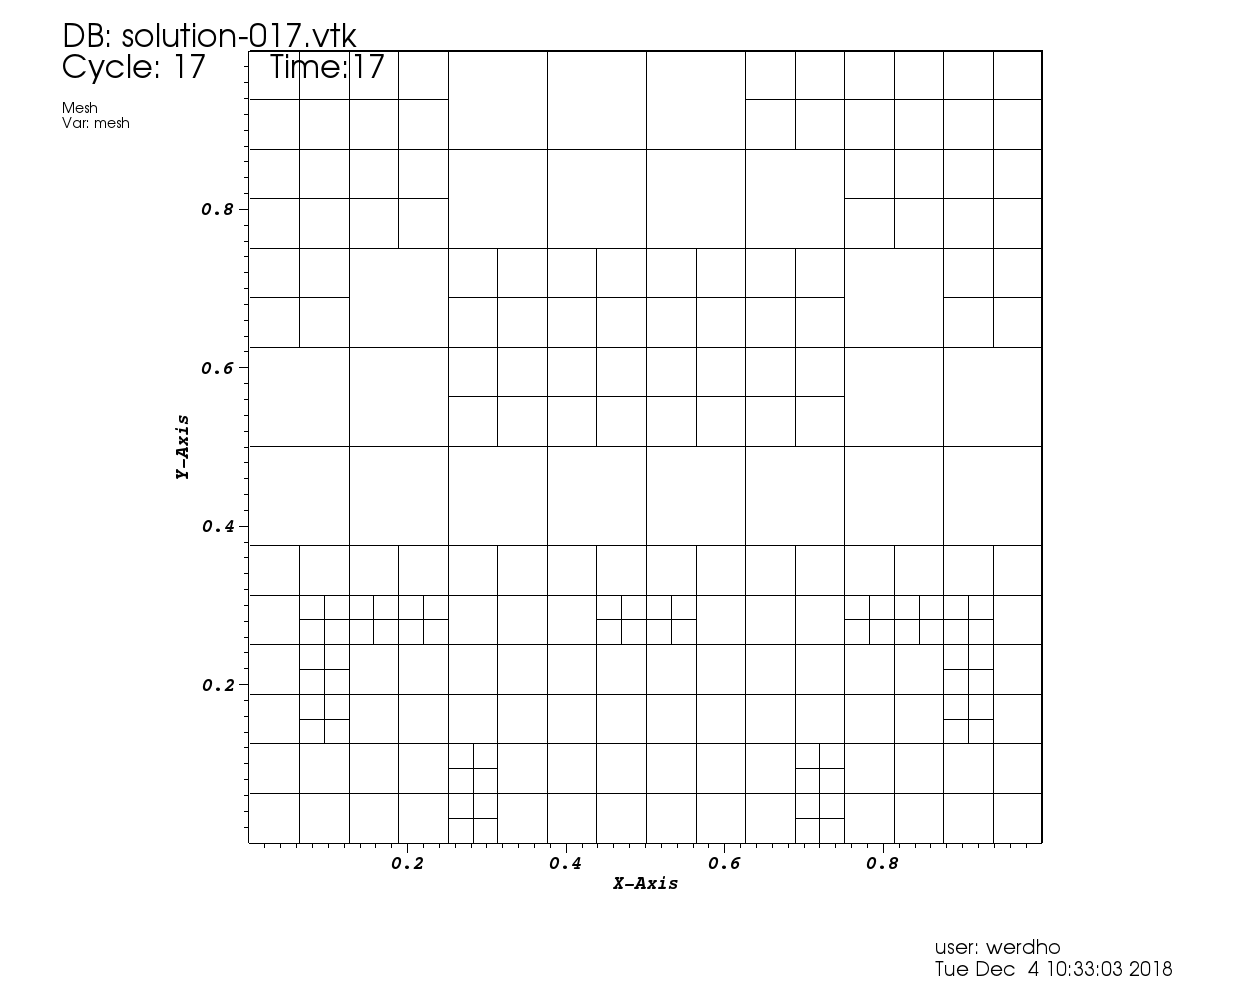 DB: solution-017.vtk
Cycle: 17 Time:17
Mesh
Var: mesh
0.8
0.6
Y-Axis
0.4
0.2
0.2 0.4 0.6 0.8
X-Axis
user: werdho
Tue Dec 4 10:33:03 2018